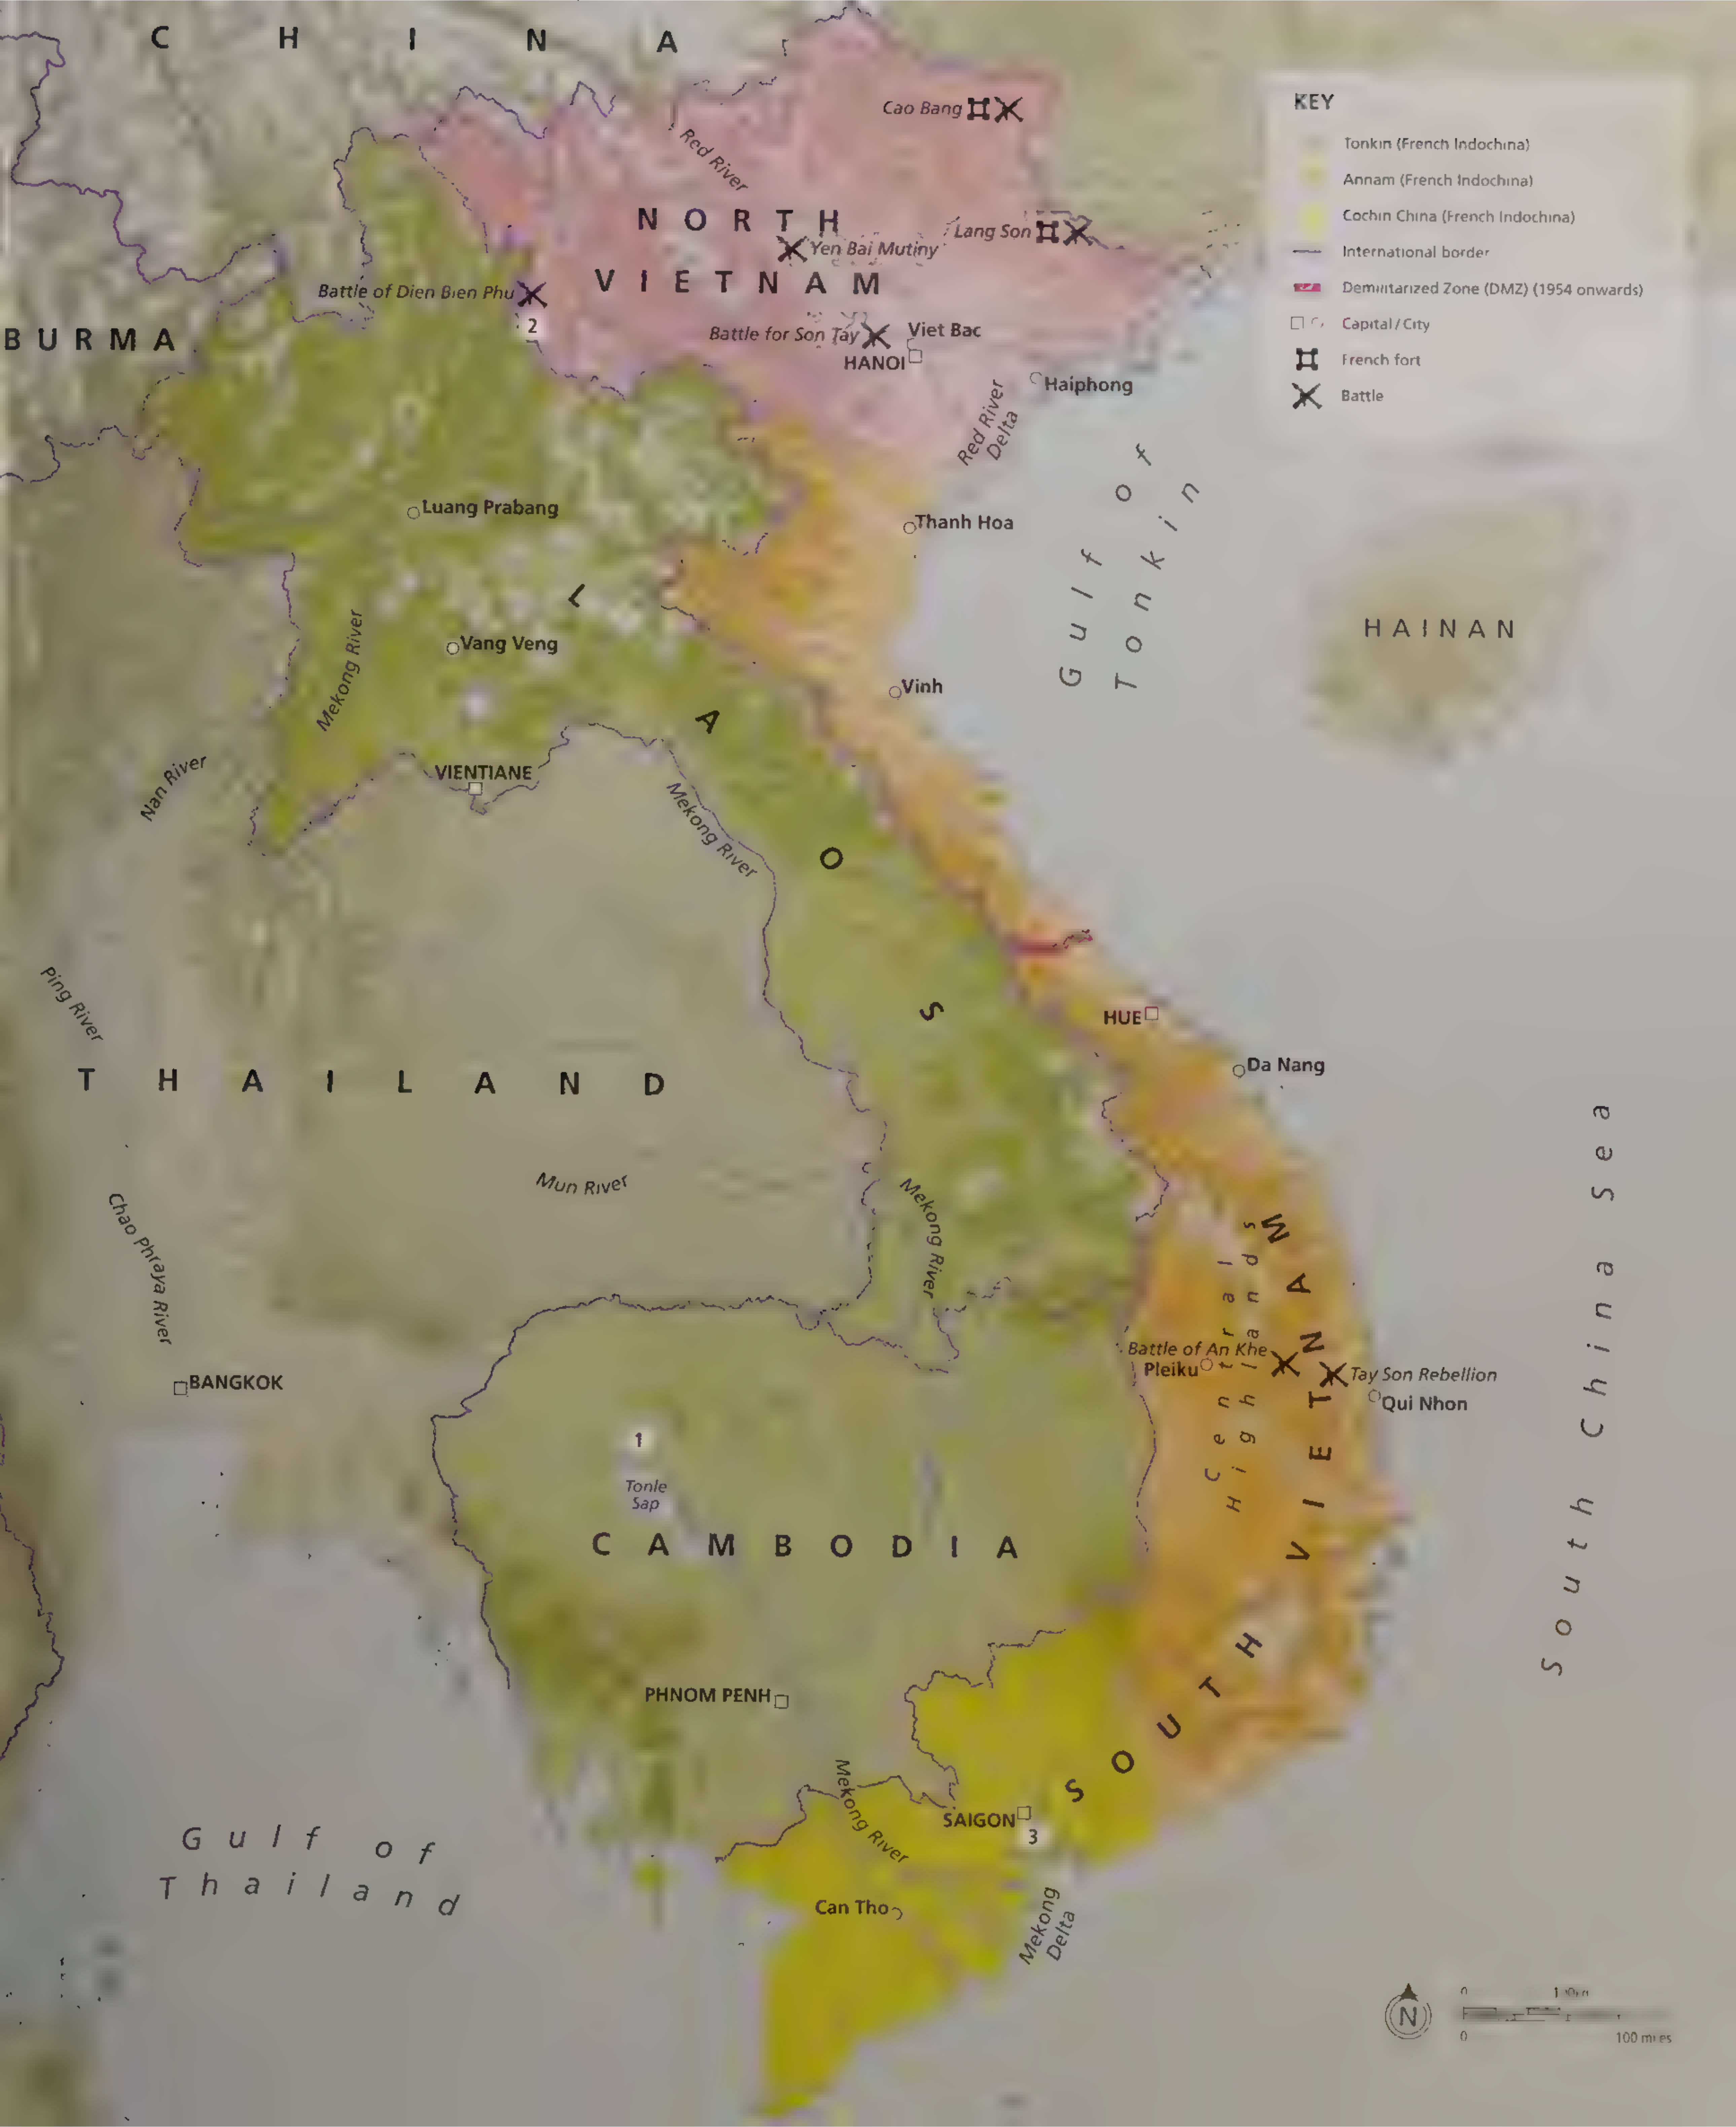 C H I N A
Cao Bang
Red River
NORTH
VIETNAM
Yen Bai Mutiny
Lang Son
Battle of Dien Bien Phu
2
BURMA
Battle for Son Tay
Viet Bac
HANOI
Haiphong
Red River
Delta
KEY
Tonkin (French Indochina)
Annam (French Indochina)
Cochin China (French Indochina)
International border
Demilitarized Zone (DMZ) (1954 onwards)
Capital/City
French fort
Battle
Luang Prabang
Thanh Hoa
Gulf of
Tonkin
HAINAN
LAOS
Vang Veng
Mekong River
Vinh
Nan River
VIENTIANE
Mekong River
Ping River
HUE
Da Nang
THAILAND
Mun River
Mekong River
Chao Phraya River
South China Sea
Central
Highlands
Battle of An Khe
Pleiku
Tay Son Rebellion
Qui Nhon
BANGKOK
1
Tonle
Sap
CAMBODIA
SOUTH VIETNAM
PHNOM PENH
Mekong River
SAIGON
3
Gulf of
Thailand
Can Tho
Mekong
Delta
N
0
0
100 miles